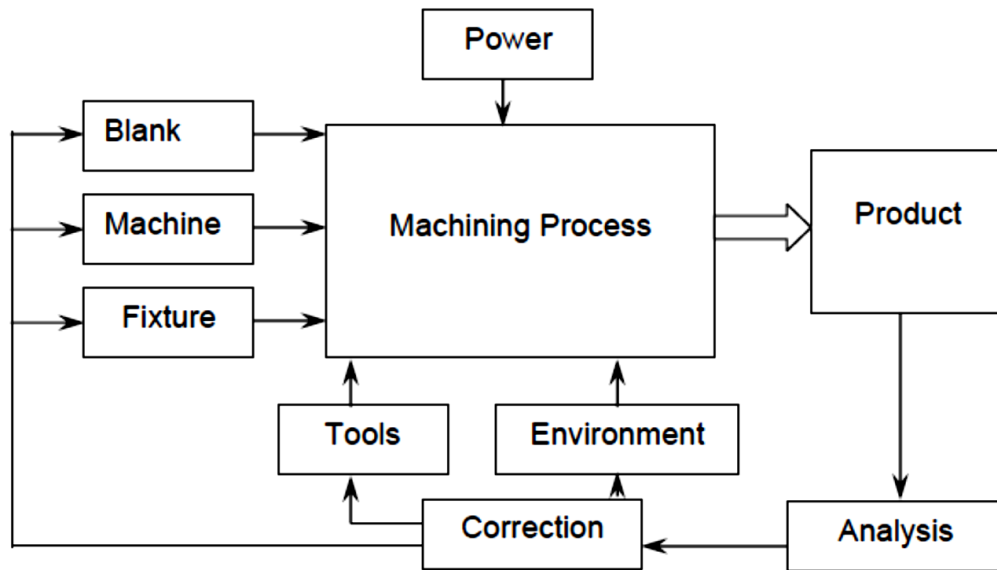 Power
Blank
Machine
Fixture
Machining Process
Product
Tools
Environment
Correction
Analysis